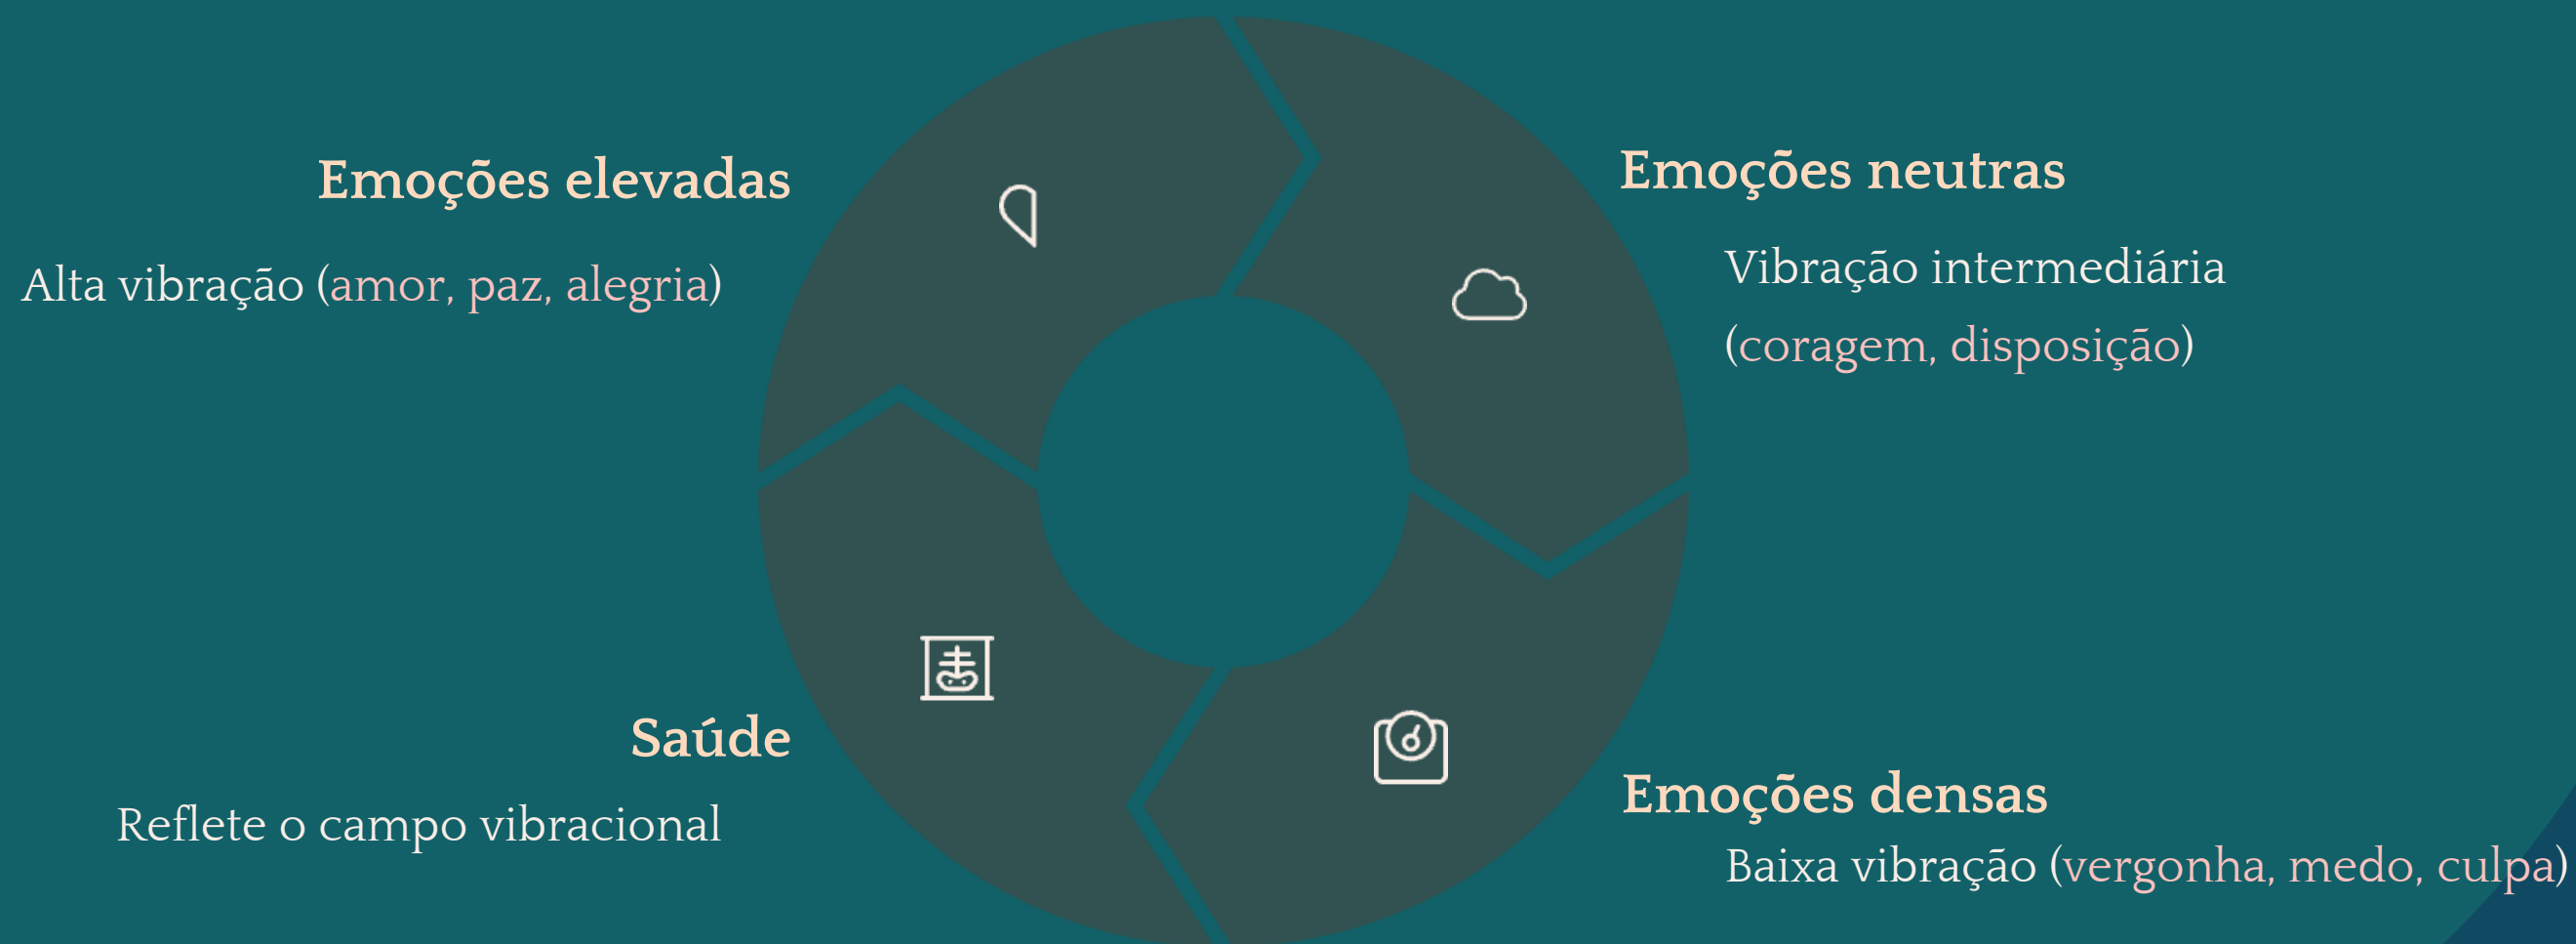 Emoções elevadas
Alta vibração (amor, paz, alegria)
Emoções neutras
Vibração intermediária
(coragem, disposição)
Saúde
Reflete o campo vibracional
Emoções densas
Baixa vibração (vergonha, medo, culpa)